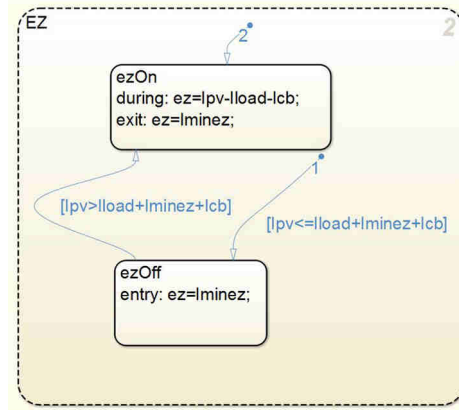 EZ
2
2
ezOn
during: ez=Ipv-Iload-Icb;
exit: ez=Iminez;
1
[Ipv>Iload+Iminez+Icb]
[Ipv<=Iload+Iminez+Icb]
ezOff
entry: ez=Iminez;